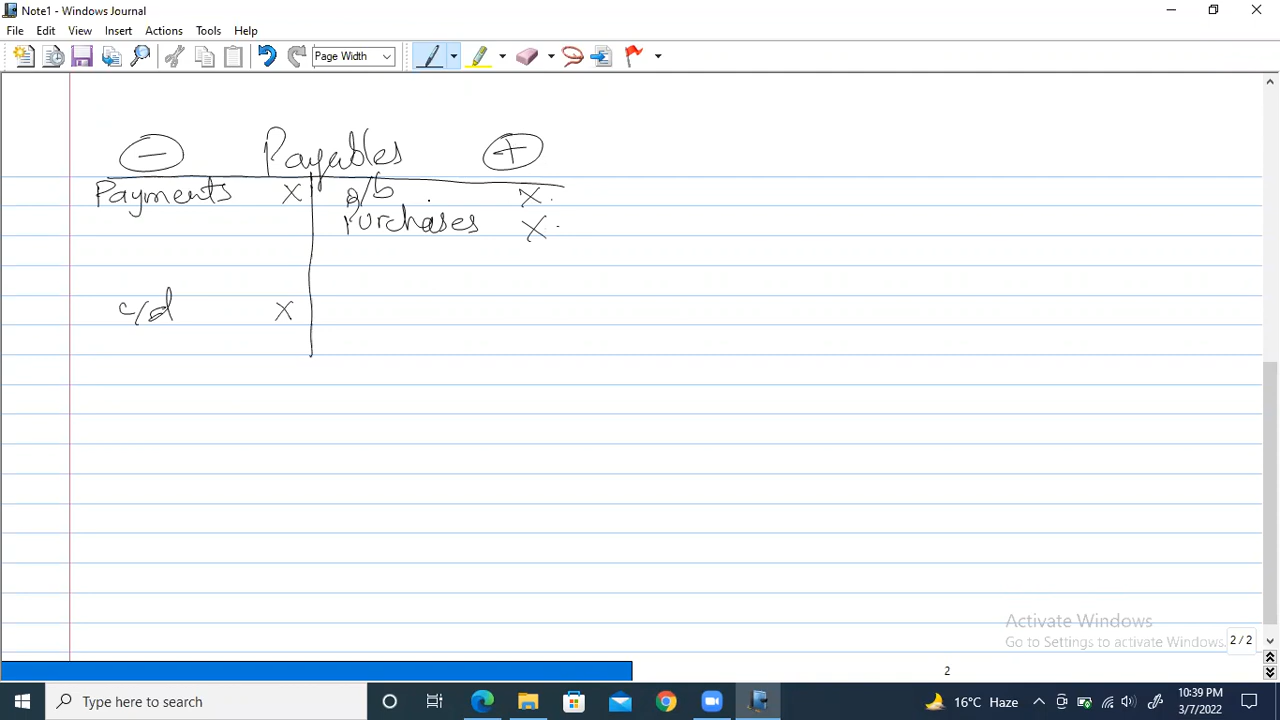 Note1 - Windows Journal
File Edit View Insert Actions Tools Help
Page Width
− Payables +
Payments X
b/b X
Purchases X
c/d X
Activate Windows
Go to Settings to activate Windows.
2 / 2
2
Type here to search
16°C Haze
10:39 PM
3/7/2022